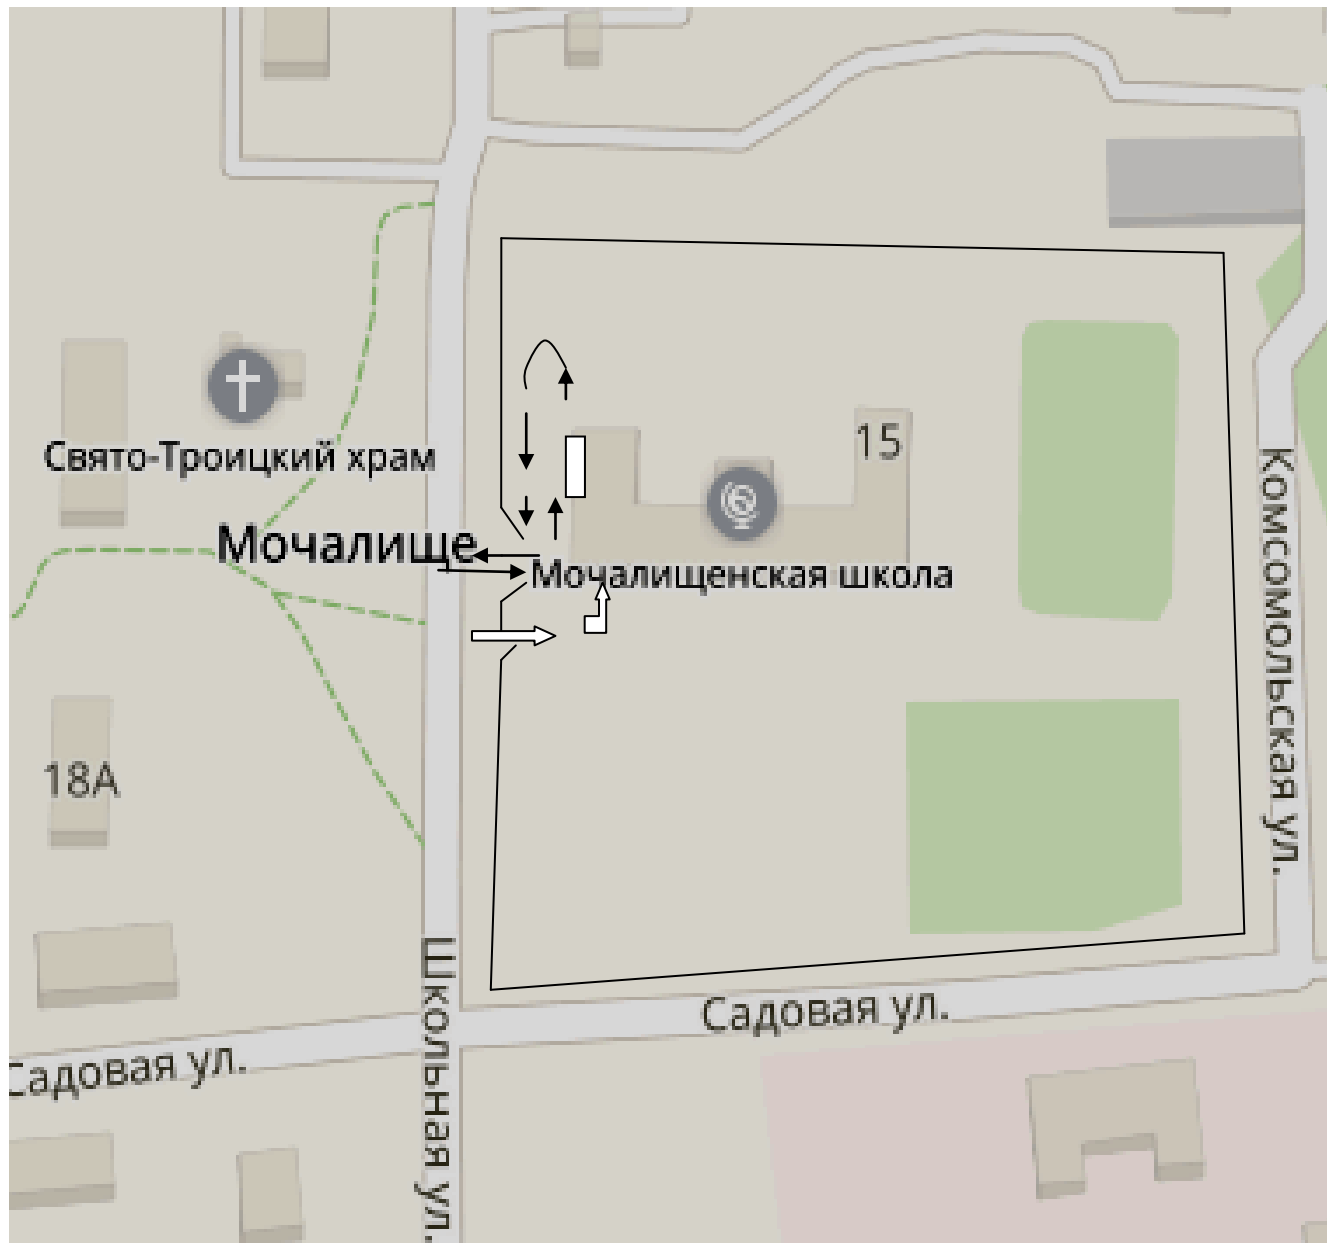 15
Свято-Троицкий храм
Мочалище
Мочалищенская школа
Комсомольская ул.
18А
Школьная ул.
Садовая ул.
Садовая ул.